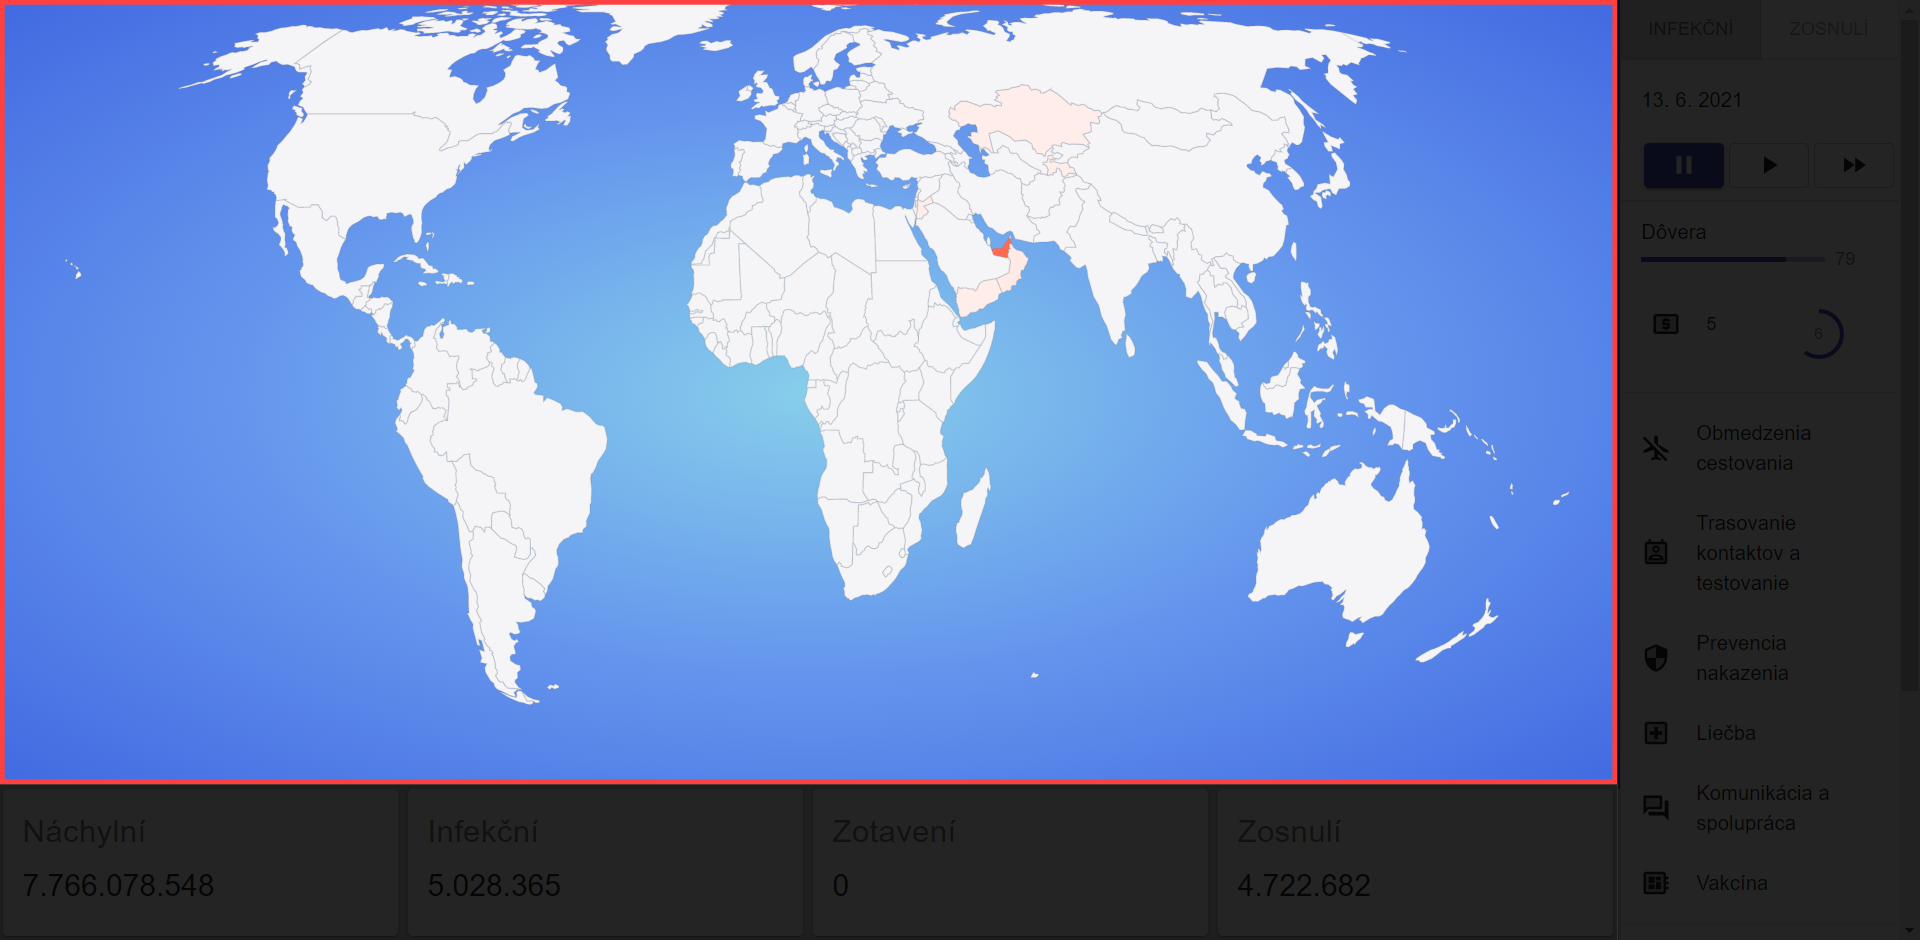 INFEKČNÍ ZOSNULÍ
13. 6. 2021
Dôvera
79
5
6
Obmedzenia
cestovania
Trasovanie
kontaktov a
testovanie
Prevencia
nakazenia
Liečba
Komunikácia a
spolupráca
Vakcína
Náchylní
7.766.078.548
Infekční
5.028.365
Zotavení
0
Zosnulí
4.722.682